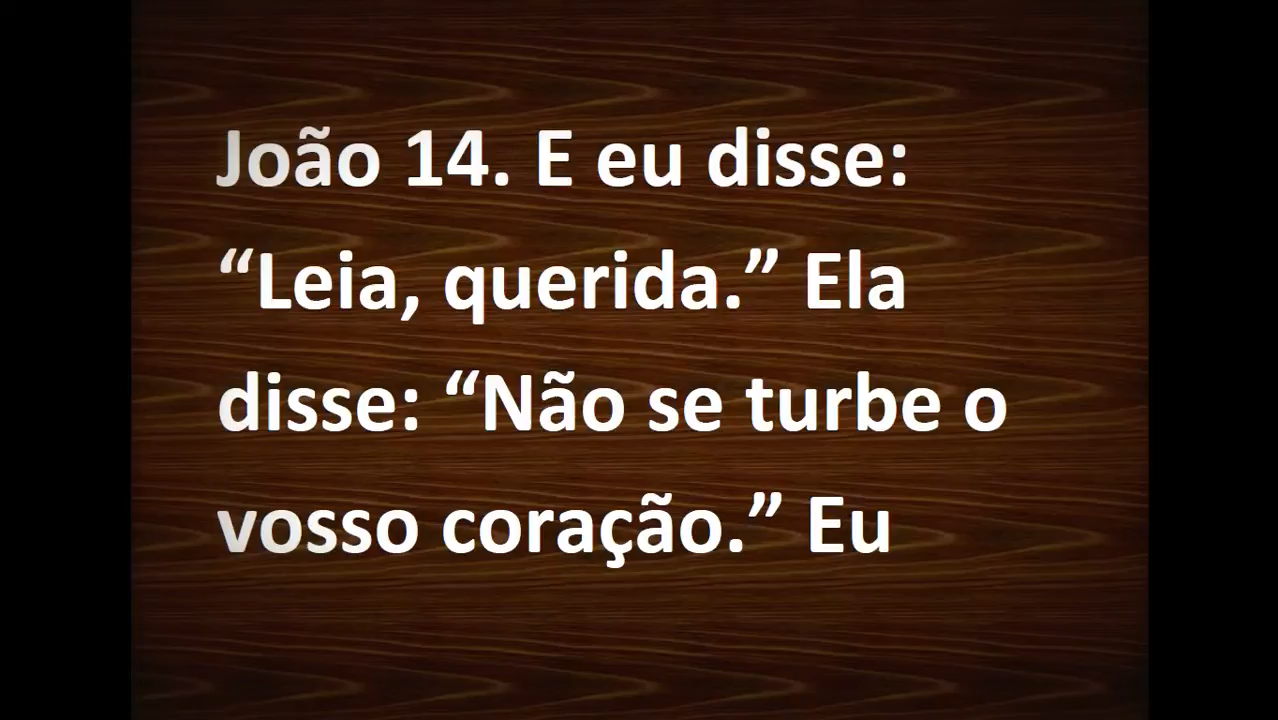 João 14. E eu disse:
“Leia, querida.” Ela
disse: “Não se turbe o
vosso coração.” Eu